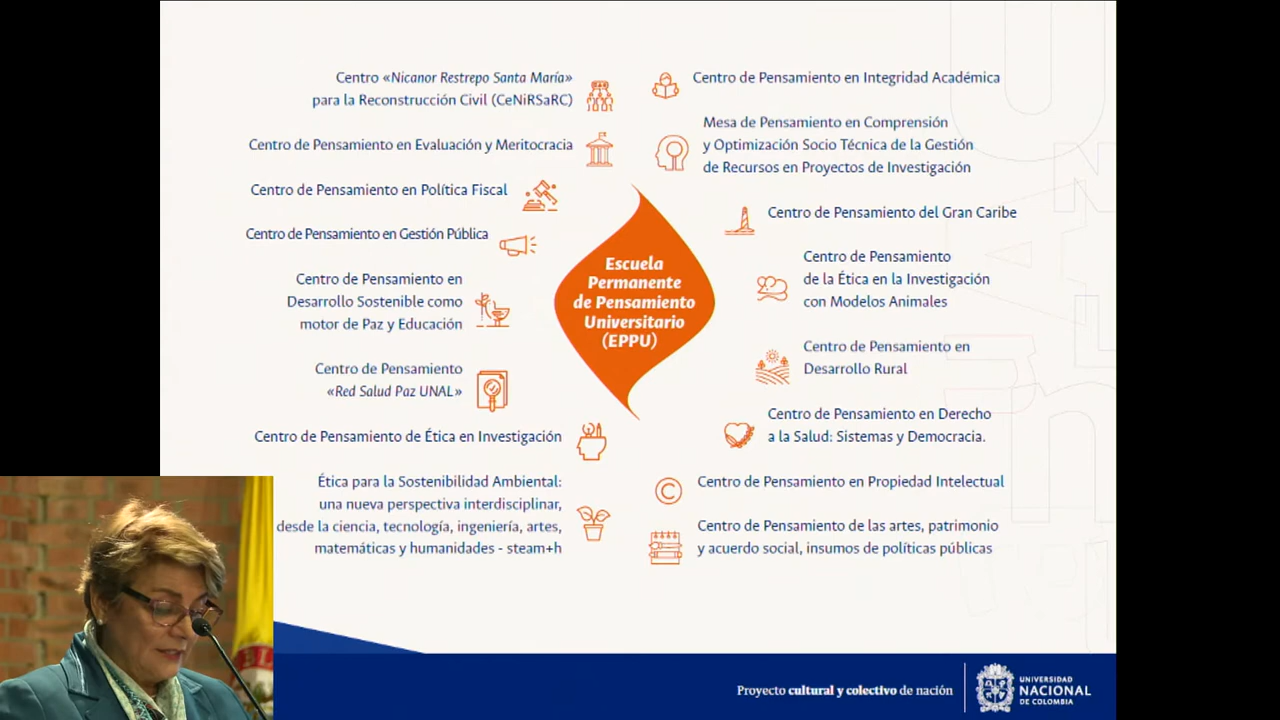 Centro «Nicanor Restrepo Santa María»
para la Reconstrucción Civil (CeNiRSaRC)
Centro de Pensamiento en Evaluación y Meritocracia
Centro de Pensamiento en Política Fiscal
Centro de Pensamiento en Gestión Pública
Centro de Pensamiento en
Desarrollo Sostenible como
motor de Paz y Educación
Centro de Pensamiento
«Red Salud Paz UNAL»
Centro de Pensamiento de Ética en Investigación
Ética para la Sostenibilidad Ambiental:
una nueva perspectiva interdisciplinar,
desde la ciencia, tecnología, ingeniería, artes,
matemáticas y humanidades - steam+h
Escuela
Permanente
de Pensamiento
Universitario
(EPPU)
Centro de Pensamiento en Integridad Académica
Mesa de Pensamiento en Comprensión
y Optimización Socio Técnica de la Gestión
de Recursos en Proyectos de Investigación
Centro de Pensamiento del Gran Caribe
Centro de Pensamiento
de la Ética en la Investigación
con Modelos Animales
Centro de Pensamiento en
Desarrollo Rural
Centro de Pensamiento en Derecho
a la Salud: Sistemas y Democracia.
Centro de Pensamiento en Propiedad Intelectual
Centro de Pensamiento de las artes, patrimonio
y acuerdo social, insumos de políticas públicas
Proyecto cultural y colectivo de nación
UNIVERSIDAD
NACIONAL
DE COLOMBIA